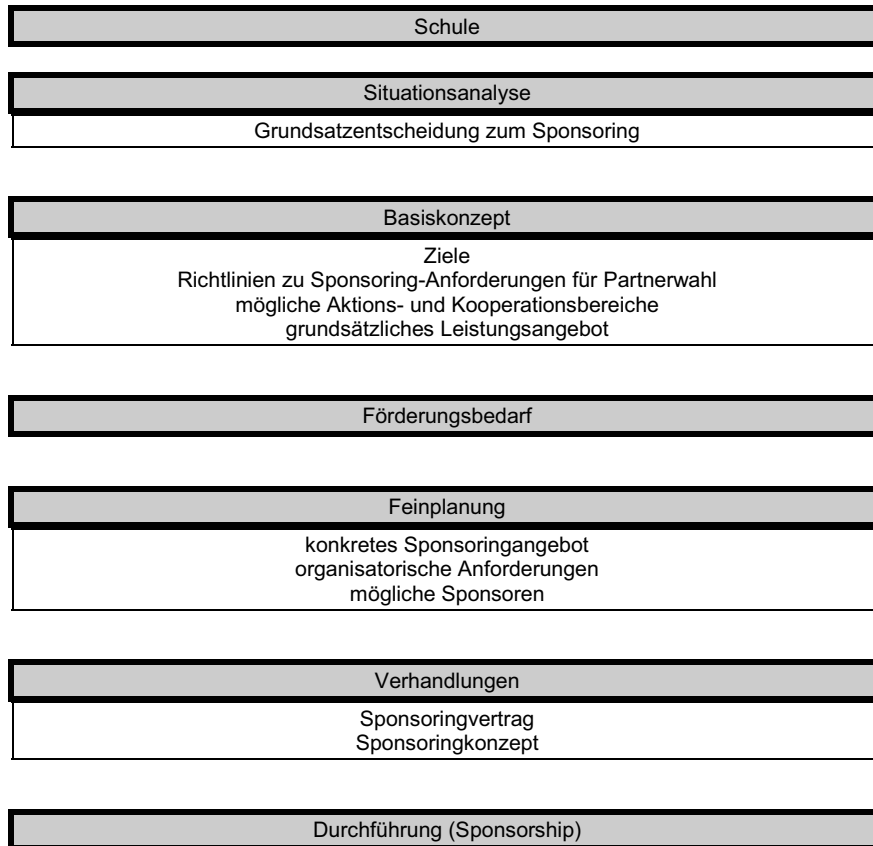 Schule
Situationsanalyse
Grundsatzentscheidung zum Sponsoring
Basiskonzept
Ziele
Richtlinien zu Sponsoring-Anforderungen für Partnerwahl
mögliche Aktions- und Kooperationsbereiche
grundsätzliches Leistungsangebot
Förderungsbedarf
Feinplanung
konkretes Sponsoringangebot
organisatorische Anforderungen
mögliche Sponsoren
Verhandlungen
Sponsoringvertrag
Sponsoringkonzept
Durchführung (Sponsorship)